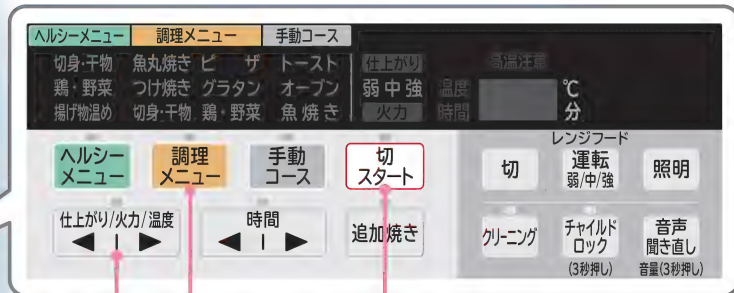 ヘルシーメニュー 調理メニュー 手動コース
切身・干物 魚丸焼き ピザ トースト 仕上がり 高温注意
鶏・野菜 つけ焼き グラタン オーブン 弱 中 強 温度 ℃
揚げ物温め 切身・干物 鶏・野菜 魚焼き 火力 時間 分
レンジフード
ヘルシーメニュー 調理メニュー 手動コース 切スタート 切 運転 弱/中/強 照明
仕上がり/火力/温度 時間 追加焼き クリーニング チャイルドロック 音声聞き直し
(3秒押し) 音量(3秒押し)